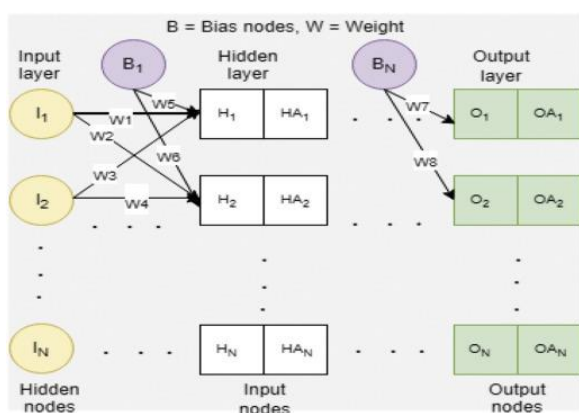 B = Bias nodes, W = Weight
Input layer
B1
Hidden layer
BN
Output layer
I1
W1
W5
H1
HA1
W7
O1
OA1
W2
W3
W6
W8
I2
W4
H2
HA2
O2
OA2
IN
HN
HAN
ON
OAN
Hidden nodes
Input nodes
Output nodes